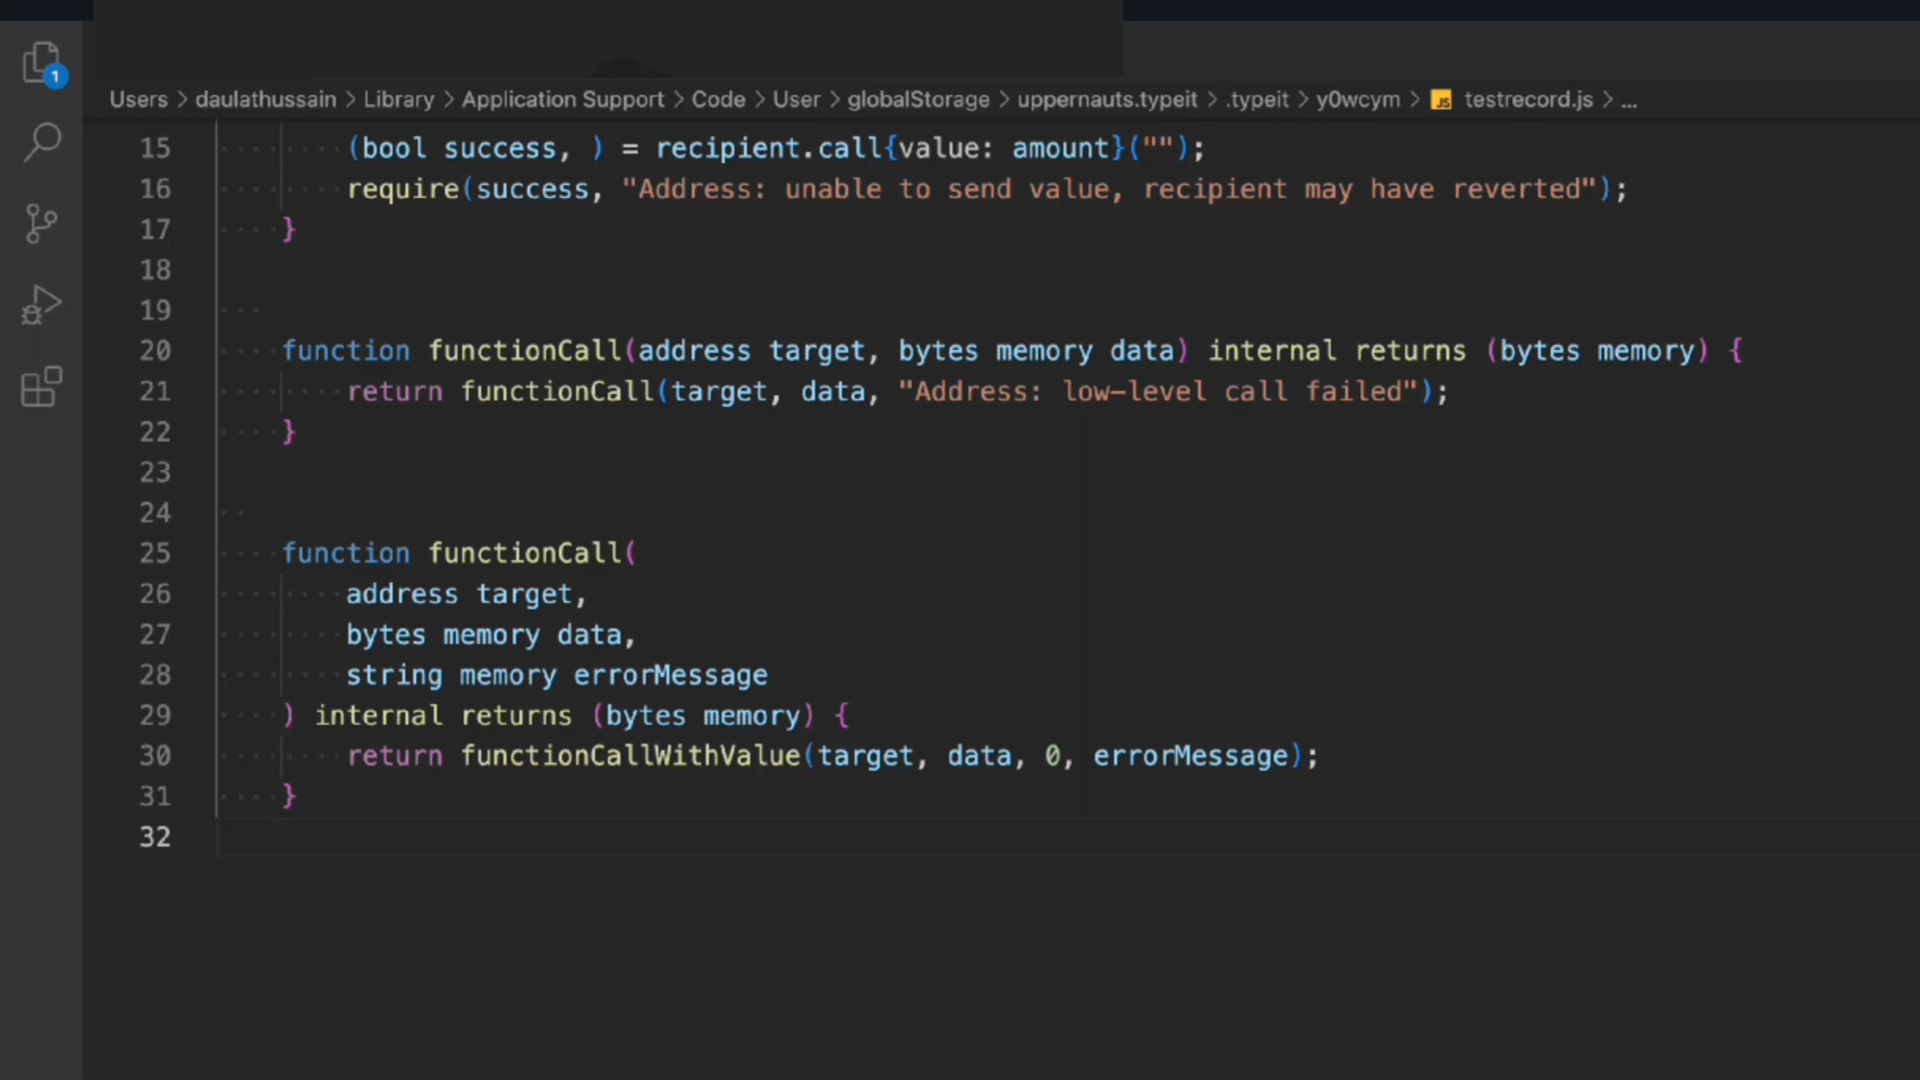 1
Users > daulathussain > Library > Application Support > Code > User > globalStorage > uppernauts.typeit > .typeit > y0wcym > JS testrecord.js > ...
15 (bool success, ) = recipient.call{value: amount}("");
16 require(success, "Address: unable to send value, recipient may have reverted");
17 }
18
19
20 function functionCall(address target, bytes memory data) internal returns (bytes memory) {
21 return functionCall(target, data, "Address: low-level call failed");
22 }
23
24
25 function functionCall(
26 address target,
27 bytes memory data,
28 string memory errorMessage
29 ) internal returns (bytes memory) {
30 return functionCallWithValue(target, data, 0, errorMessage);
31 }
32